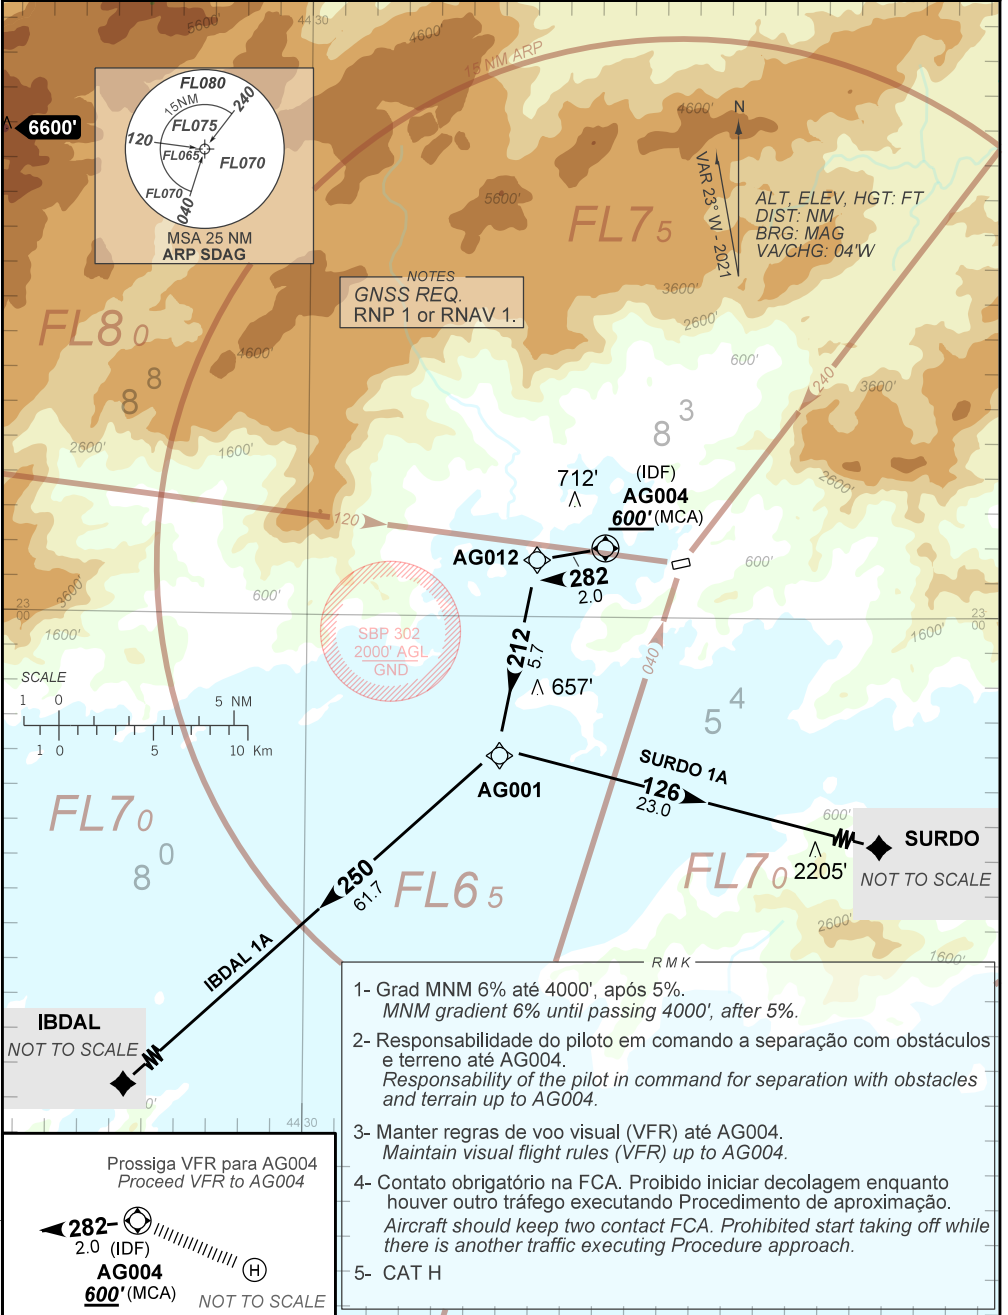 5600'
44 30
4600'
15 NM ARP
6600'
FL080
15NM
240
FL075
120
FL065
FL070
FL070
040
MSA 25 NM
ARP SDAG
4600'
N
VAR 23° W - 2021
ALT, ELEV, HGT: FT
DIST: NM
BRG: MAG
VA/CHG: 04'W
5600'
FL75
NOTES
GNSS REQ.
RNP 1 or RNAV 1.
3600'
2600'
FL80
4600'
600'
240
3600'
8 8
8 3
2600'
1600'
712'
(IDF)
AG004
600' (MCA)
2600'
120
AG012
282
2.0
600'
3600'
600'
23
00
23
00
1600'
1600'
SBP 302
2000' AGL
GND
212
5.7
657'
040
SCALE
1 0 5 NM
1 0 5 10 Km
5 4
AG001
SURDO 1A
126
23.0
FL70
600'
SURDO
NOT TO SCALE
8 0
250
61.7
FL65
FL70
2205'
2600'
1600'
IBDAL 1A
IBDAL
NOT TO SCALE
0'
44 30
RMK
1- Grad MNM 6% até 4000', após 5%.
MNM gradient 6% until passing 4000', after 5%.
2- Responsabilidade do piloto em comando a separação com obstáculos
e terreno até AG004.
Responsability of the pilot in command for separation with obstacles
and terrain up to AG004.
3- Manter regras de voo visual (VFR) até AG004.
Maintain visual flight rules (VFR) up to AG004.
4- Contato obrigatório na FCA. Proibido iniciar decolagem enquanto
houver outro tráfego executando Procedimento de aproximação.
Aircraft should keep two contact FCA. Prohibited start taking off while
there is another traffic executing Procedure approach.
5- CAT H
Prossiga VFR para AG004
Proceed VFR to AG004
282
2.0 (IDF)
AG004
600' (MCA)
H
NOT TO SCALE